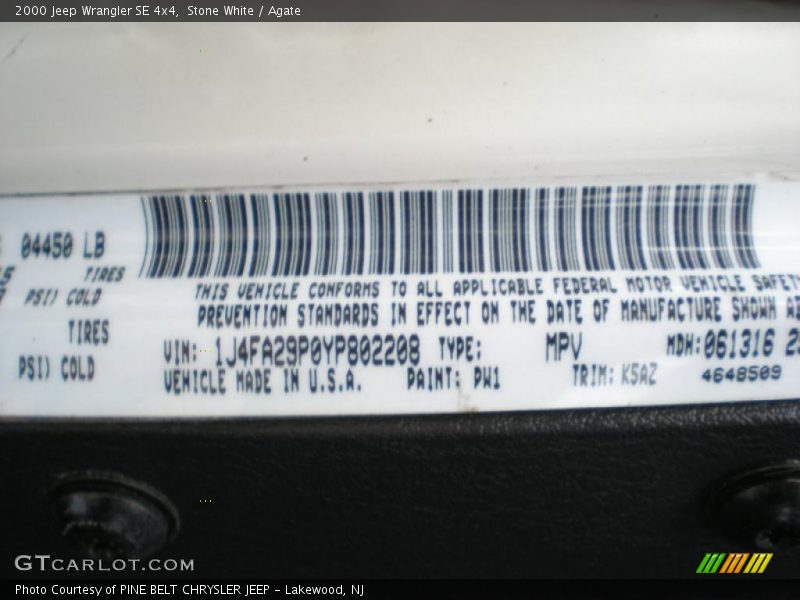 2000 Jeep Wrangler SE 4x4, Stone White / Agate
04450 LB
TIRES
PSI) COLD
TIRES
PSI) COLD
THIS VEHICLE CONFORMS TO ALL APPLICABLE FEDERAL MOTOR VEHICLE SAFETY
PREVENTION STANDARDS IN EFFECT ON THE DATE OF MANUFACTURE SHOWN
VIN: 1J4FA29P0YP802208 TYPE: MPV MDH: 061316
VEHICLE MADE IN U.S.A. PAINT: PW1 TRIM: K5AZ 4648509
GTCARLOT.COM
Photo Courtesy of PINE BELT CHRYSLER JEEP - Lakewood, NJ